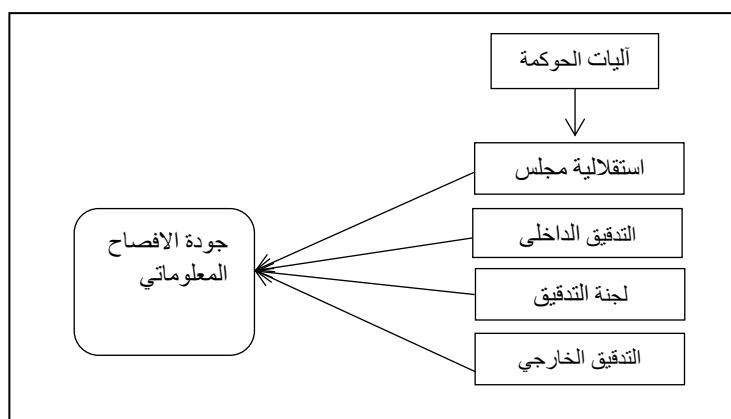 آليات الحوكمة
استقلالية مجلس
جودة الافصاح
المعلوماتي
التدقيق الداخلى
لجنة التدقيق
التدقيق الخارجي